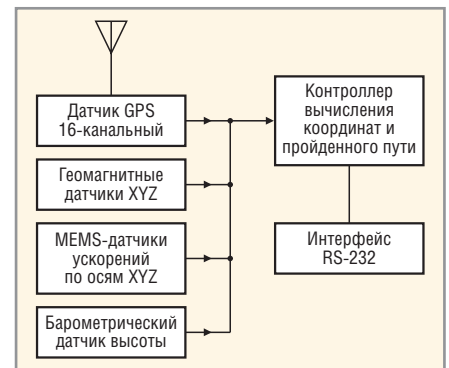 Датчик GPS
16-канальный
Геомагнитные
датчики XYZ
MEMS-датчики
ускорений
по осям XYZ
Барометрический
датчик высоты
Контроллер
вычисления
координат и
пройденного пути
Интерфейс
RS-232